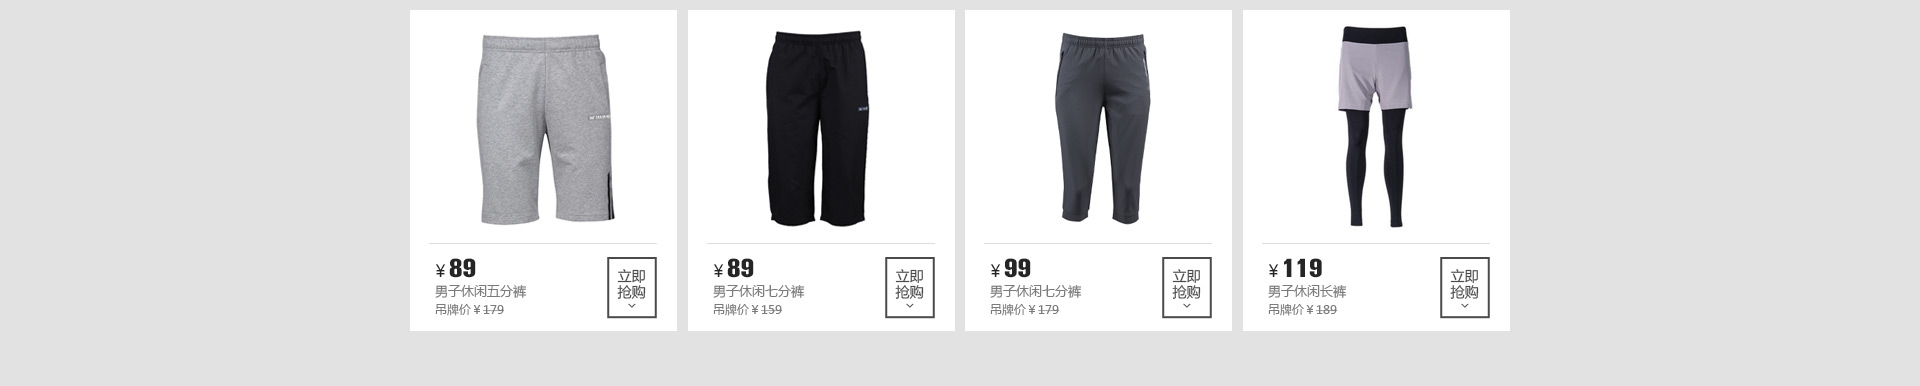 ¥89
男子休闲五分裤
吊牌价¥179
立即
抢购
¥89
男子休闲七分裤
吊牌价¥159
立即
抢购
¥99
男子休闲七分裤
吊牌价¥179
立即
抢购
¥119
男子休闲长裤
吊牌价¥189
立即
抢购